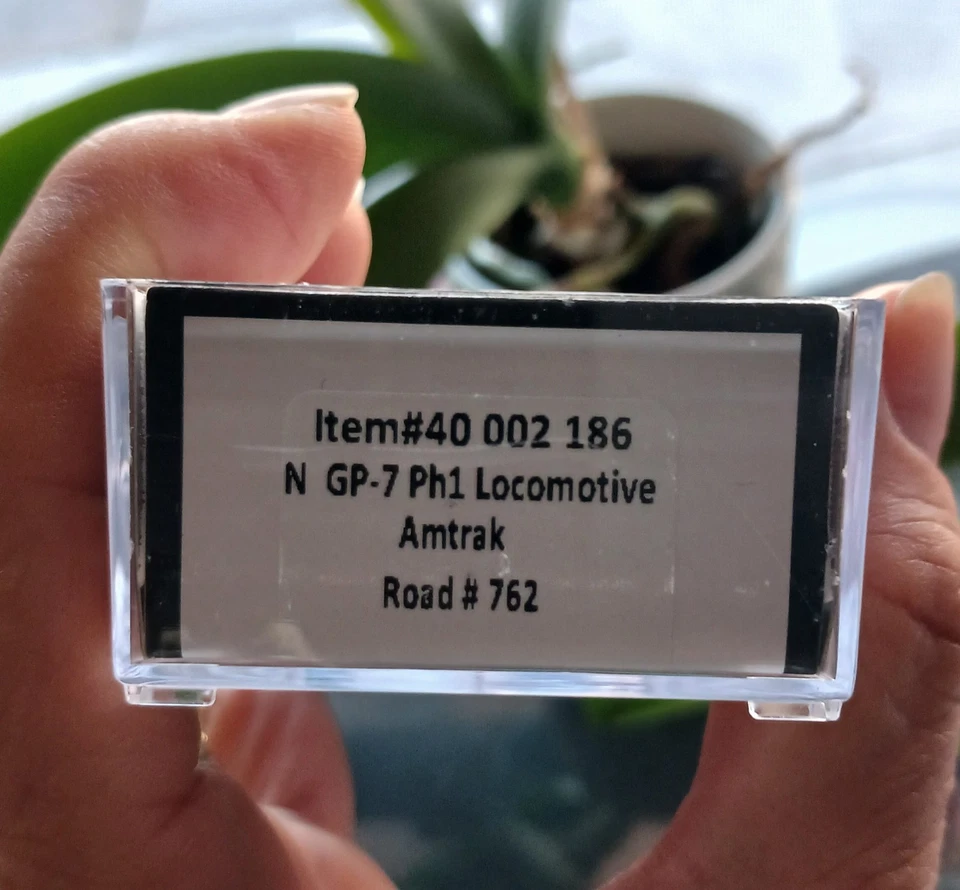 Item#40 002 186
N GP-7 Ph1 Locomotive
Amtrak
Road # 762